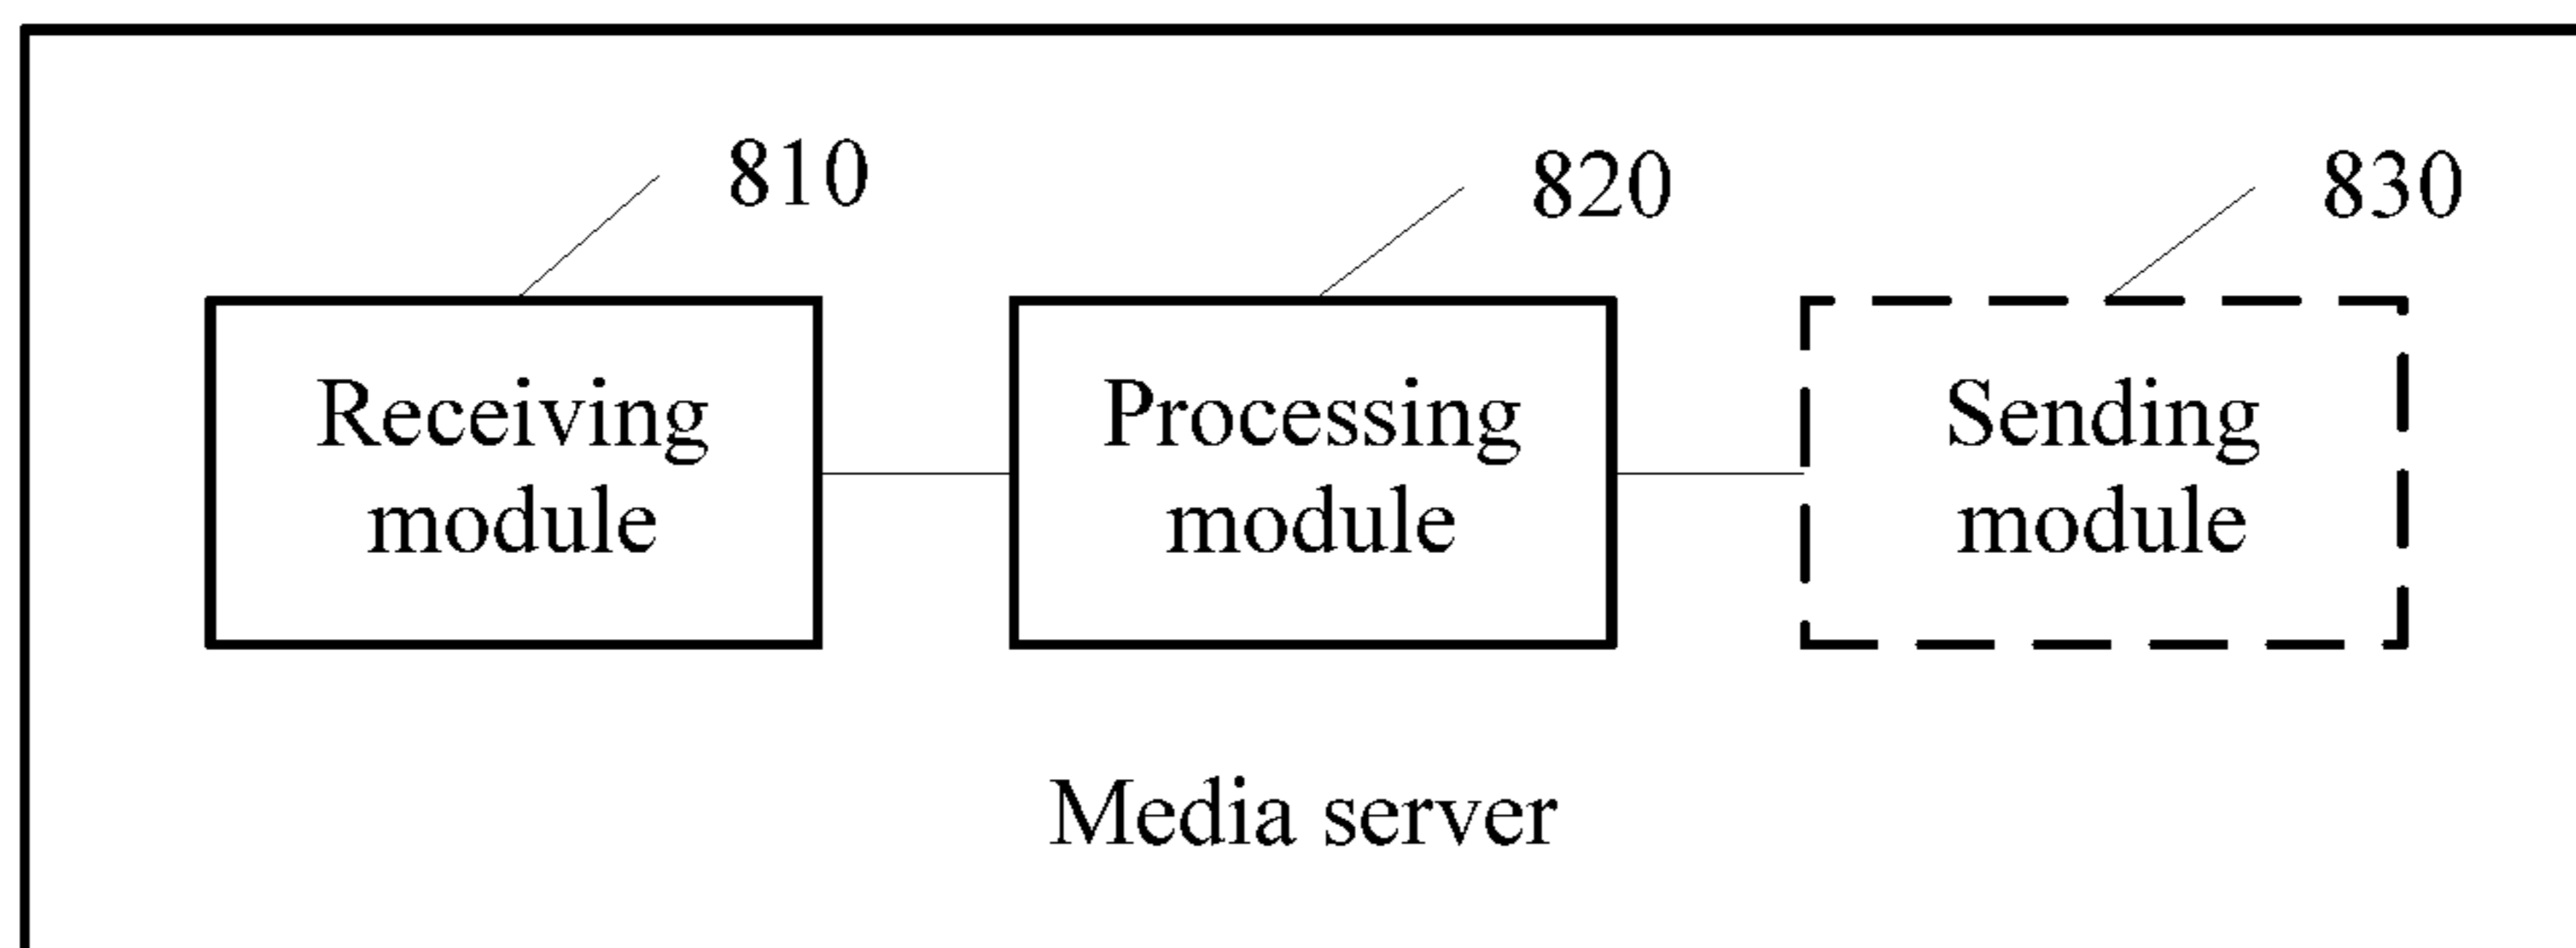 810
820
830
Receiving
module
Processing
module
Sending
module
Media server